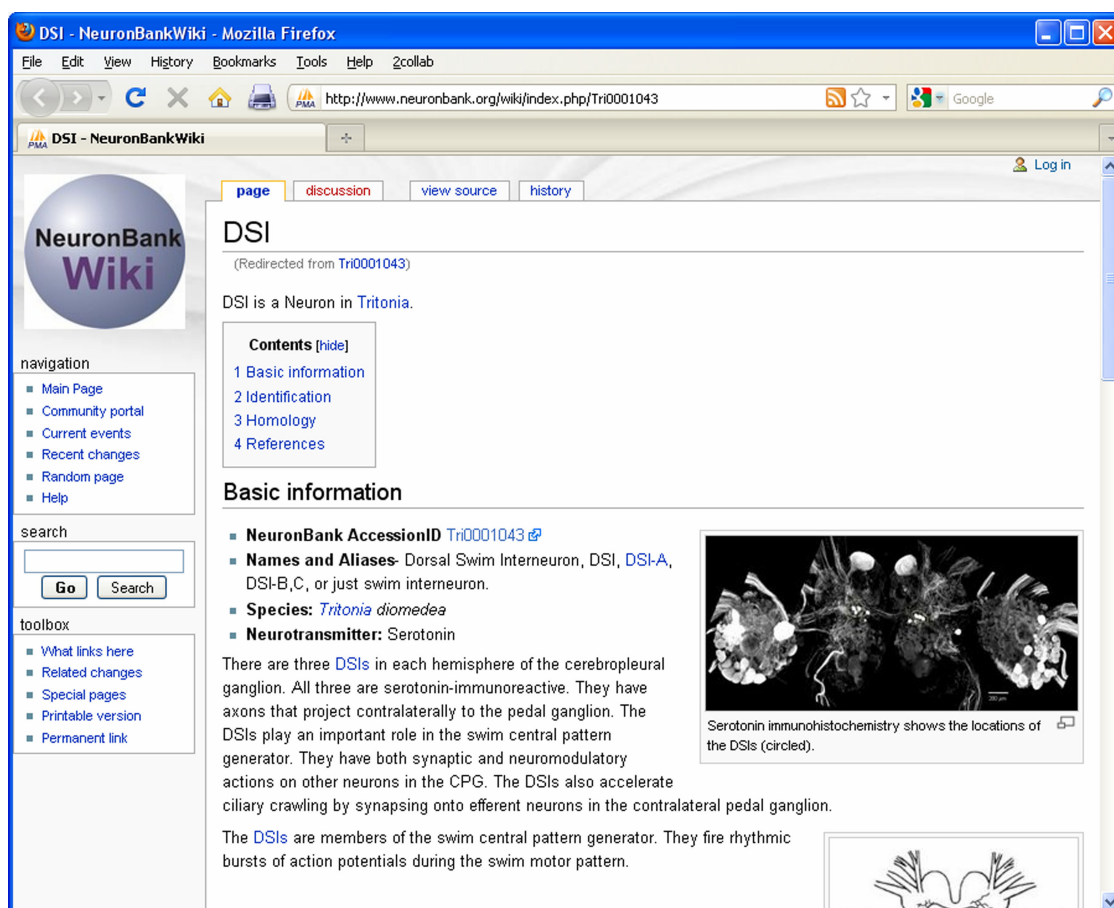 DSI - NeuronBankWiki - Mozilla Firefox
File Edit View History Bookmarks Tools Help 2collab
PMA http://www.neuronbank.org/wiki/index.php/Tri0001043 Google
PMA DSI - NeuronBankWiki
Log in
page discussion view source history
NeuronBank
Wiki
navigation
Main Page
Community portal
Current events
Recent changes
Random page
Help
search
Go Search
toolbox
What links here
Related changes
Special pages
Printable version
Permanent link
DSI
(Redirected from Tri0001043)
DSI is a Neuron in Tritonia.
Contents [hide]
1 Basic information
2 Identification
3 Homology
4 References
Basic information
NeuronBank AccessionID Tri0001043
Names and Aliases- Dorsal Swim Interneuron, DSI, DSI-A,
DSI-B,C, or just swim interneuron.
Species: Tritonia diomedea
Neurotransmitter: Serotonin
There are three DSIs in each hemisphere of the cerebropleural
ganglion. All three are serotonin-immunoreactive. They have
axons that project contralaterally to the pedal ganglion. The
DSIs play an important role in the swim central pattern
generator. They have both synaptic and neuromodulatory
actions on other neurons in the CPG. The DSIs also accelerate
ciliary crawling by synapsing onto efferent neurons in the contralateral pedal ganglion.
Serotonin immunohistochemistry shows the locations of
the DSIs (circled).
The DSIs are members of the swim central pattern generator. They fire rhythmic
bursts of action potentials during the swim motor pattern.